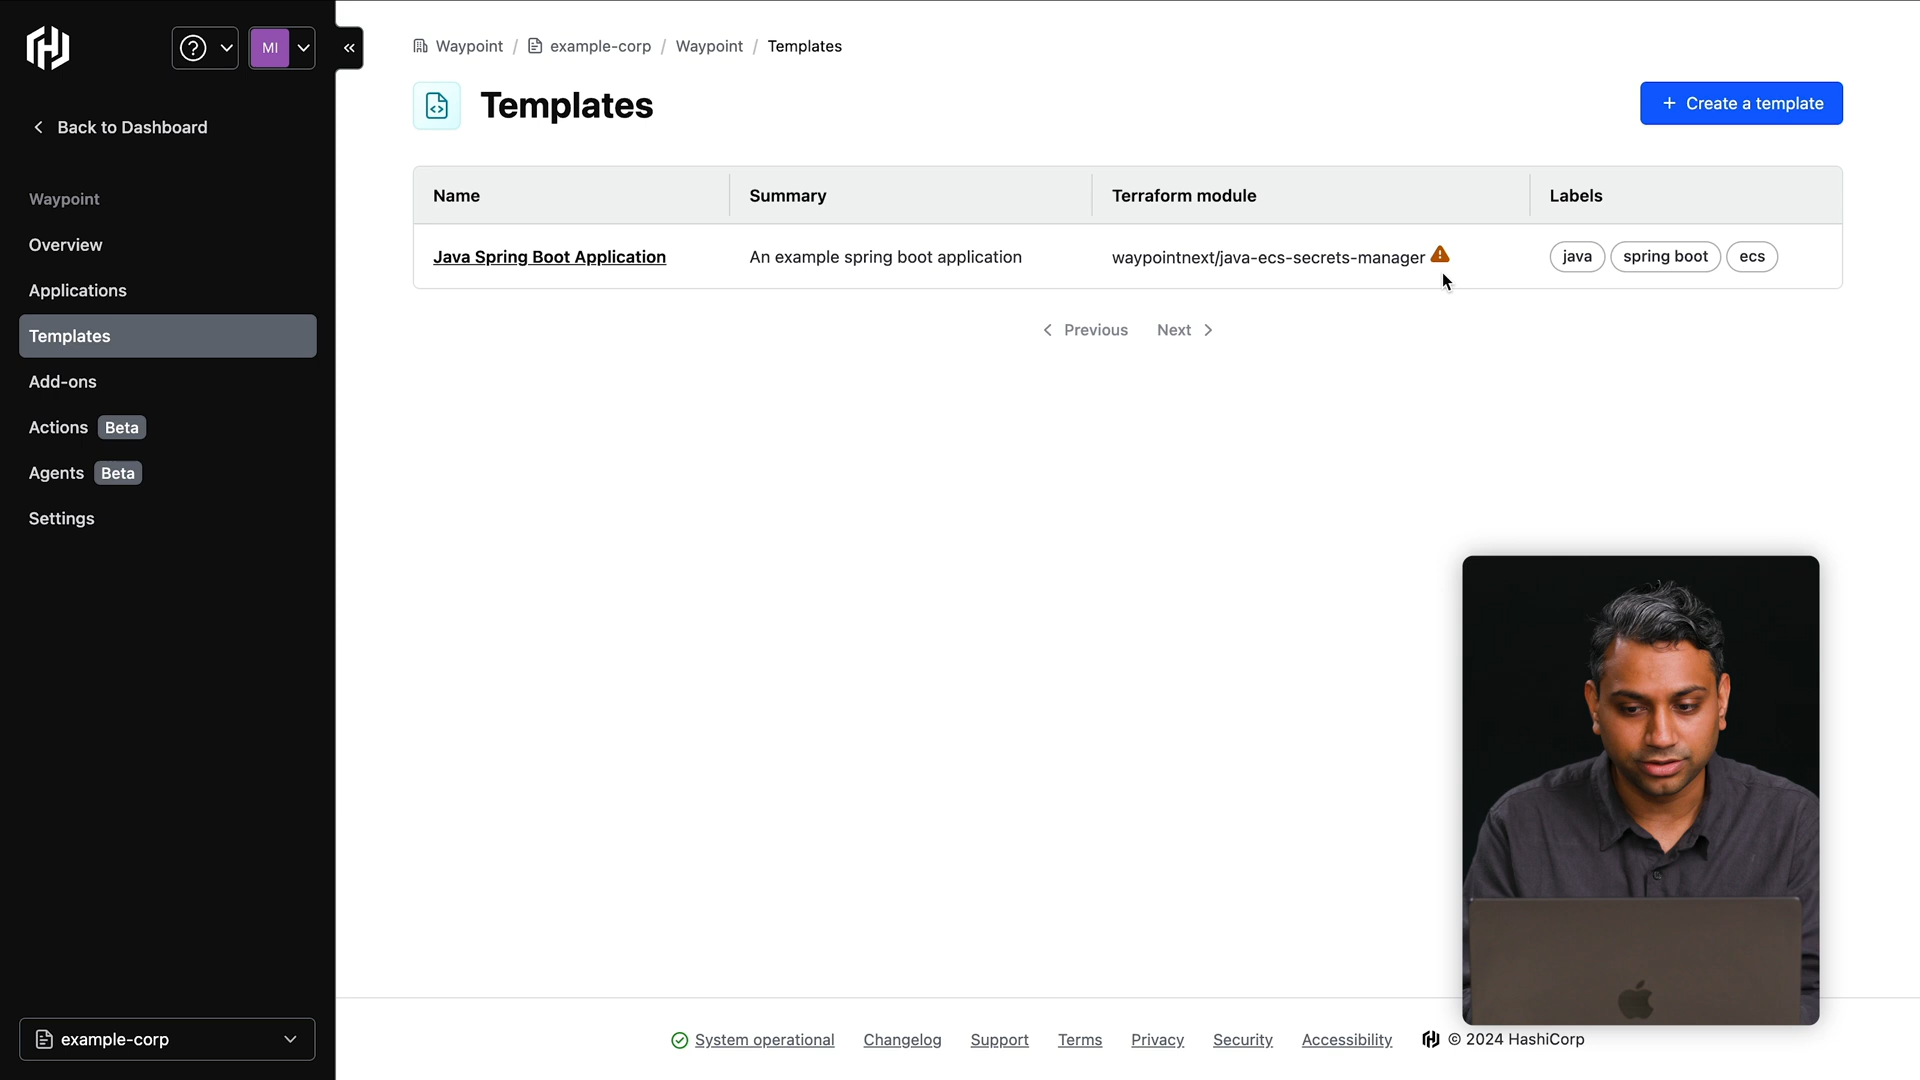 MI
Back to Dashboard
Waypoint
Overview
Applications
Templates
Add-ons
Actions Beta
Agents Beta
Settings
example-corp
Waypoint / example-corp / Waypoint / Templates
Templates
+ Create a template
Name Summary Terraform module Labels
Java Spring Boot Application An example spring boot application waypointnext/java-ecs-secrets-manager java spring boot ecs
Previous Next
System operational Changelog Support Terms Privacy Security Accessibility © 2024 HashiCorp